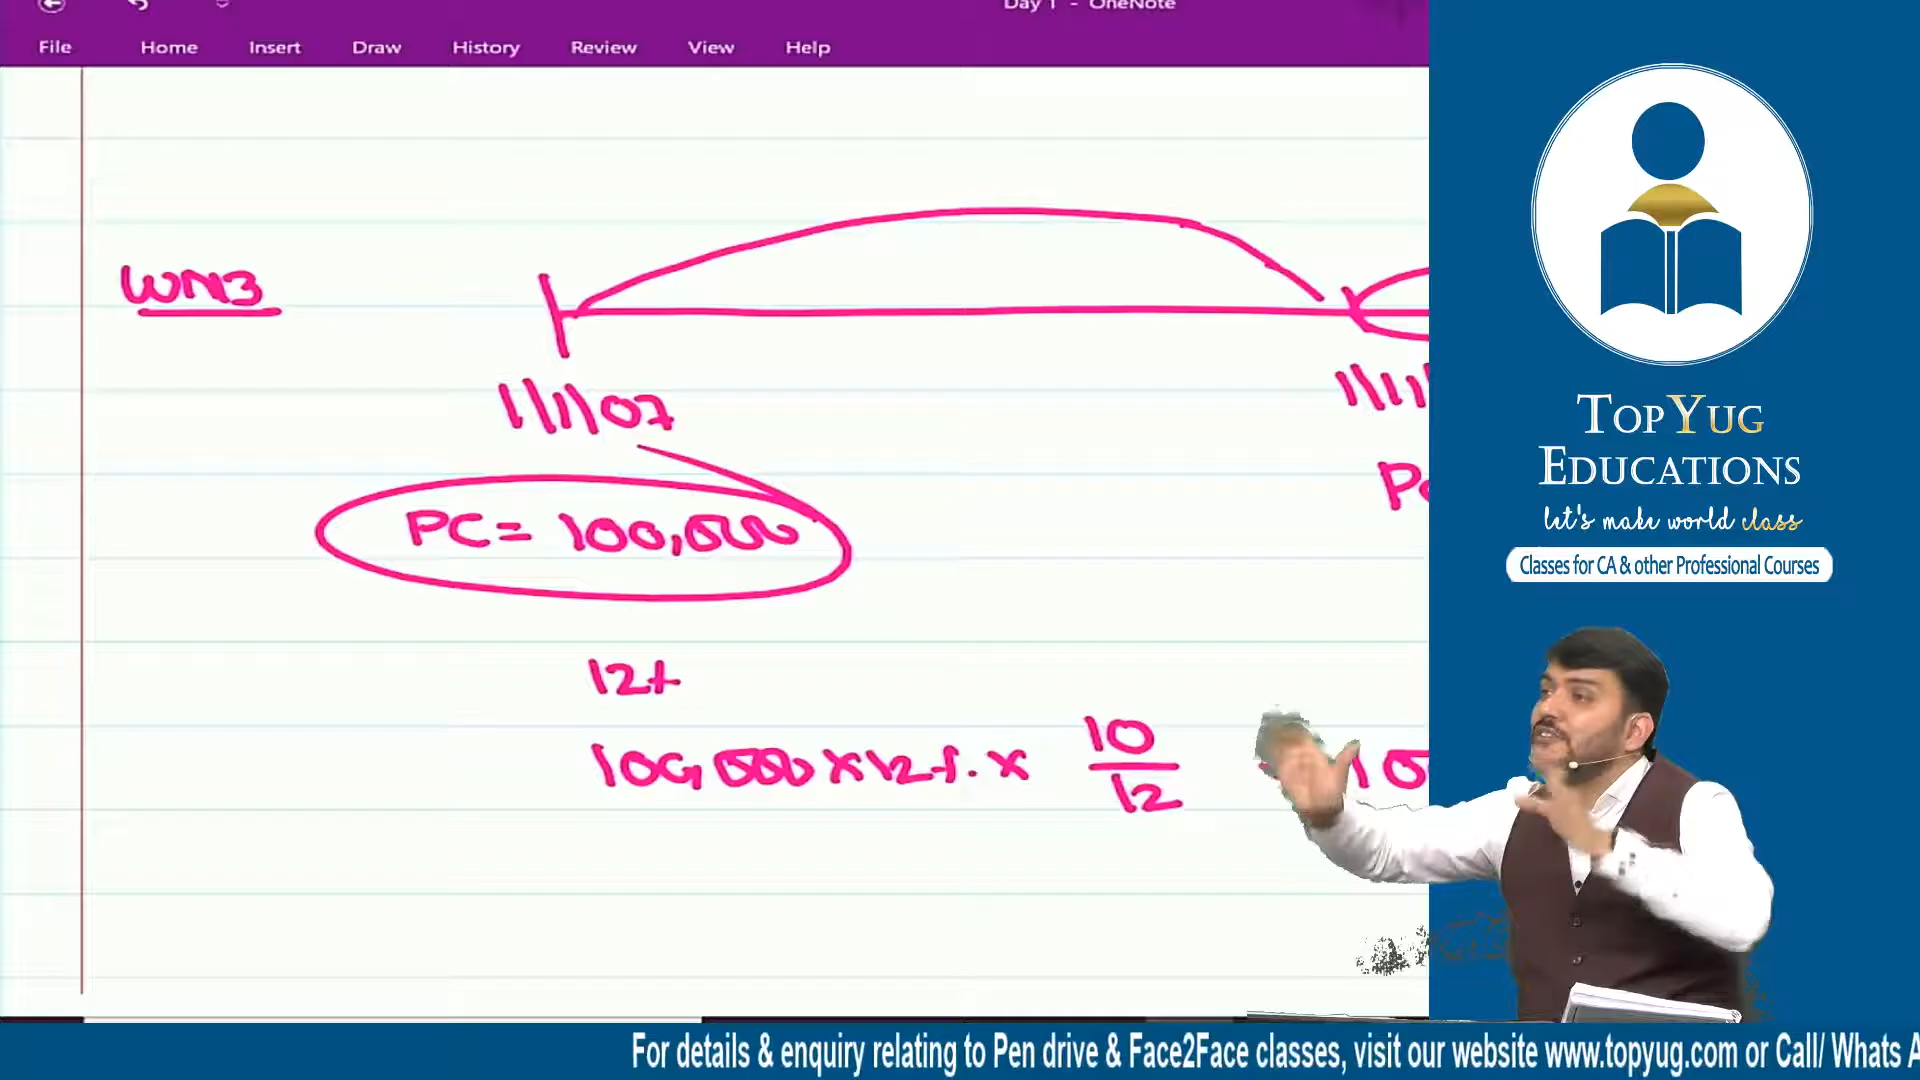 Day 1 - OneNote
File Home Insert Draw History Review View Help
WN3
1/11/07
PC = 100,000
12%
100,000 x 12% x 10/12
10
TOPYUG
EDUCATIONS
let's make world class
Classes for CA & other Professional Courses
For details & enquiry relating to Pen drive & Face2Face classes, visit our website www.topyug.com or Call/ Whats A